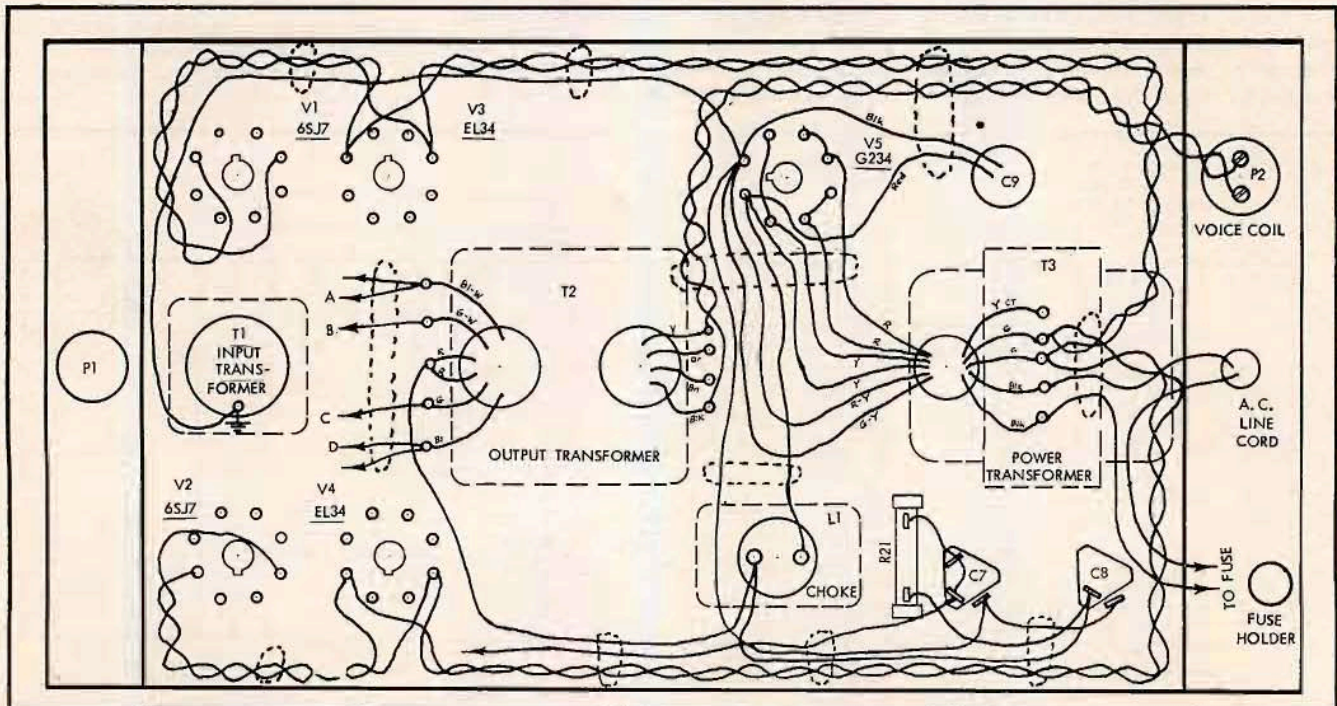 V1
6SJ7
V3
EL34
Blk
V5
G234
Red
C9
P2
VOICE COIL
A
B
C
D
Bl-W
G-W
R
R
G
Bl
T2
OUTPUT TRANSFORMER
Y
Or
Bn
Blk
R
Y
Y
R-Y
G-Y
T3
Y CT
G
G
Blk
Blk
POWER
TRANSFORMER
P1
T1
INPUT
TRANS-
FORMER
A. C.
LINE
CORD
V2
6SJ7
V4
EL34
L1
CHOKE
R21
C7
C8
TO FUSE
FUSE
HOLDER